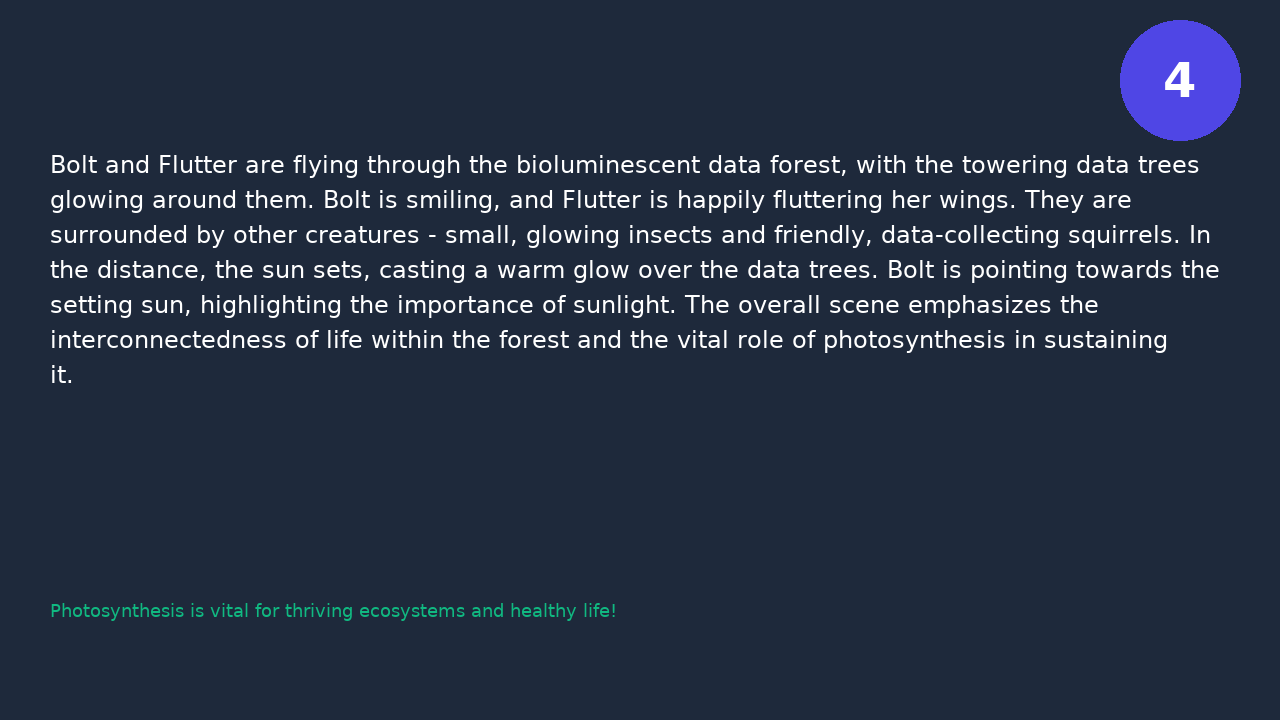 4
Bolt and Flutter are flying through the bioluminescent data forest, with the towering data trees
glowing around them. Bolt is smiling, and Flutter is happily fluttering her wings. They are
surrounded by other creatures - small, glowing insects and friendly, data-collecting squirrels. In
the distance, the sun sets, casting a warm glow over the data trees. Bolt is pointing towards the
setting sun, highlighting the importance of sunlight. The overall scene emphasizes the
interconnectedness of life within the forest and the vital role of photosynthesis in sustaining
it.
Photosynthesis is vital for thriving ecosystems and healthy life!